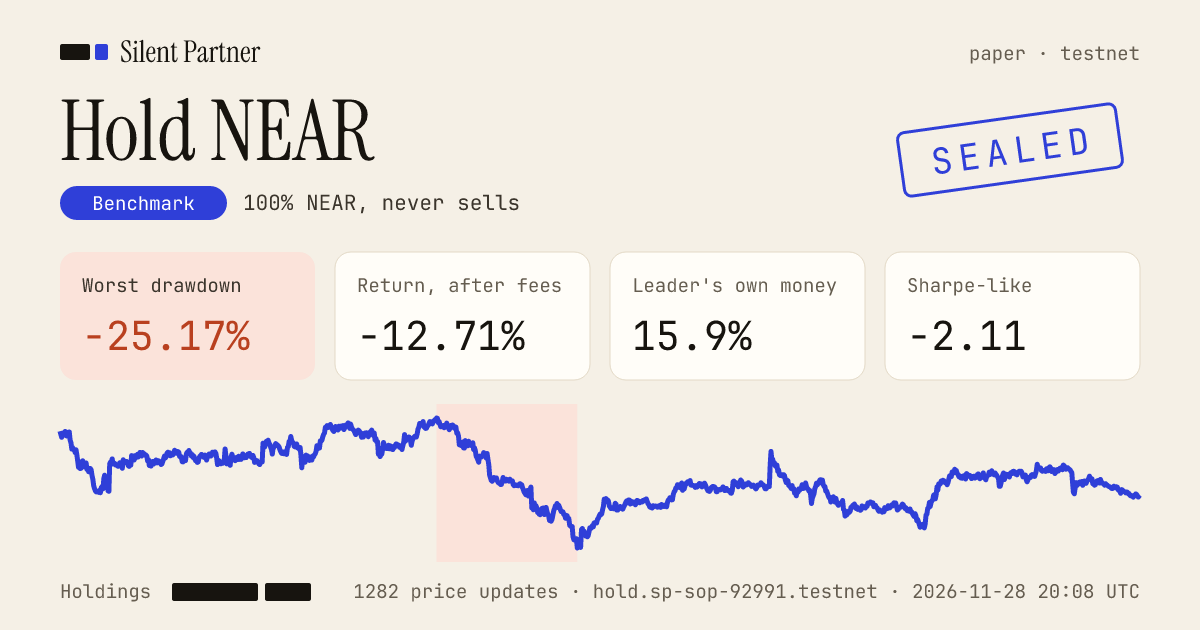 Silent Partner
paper · testnet
Hold NEAR
SEALED
Benchmark
100% NEAR, never sells
Worst drawdown
-25.17%
Return, after fees
-12.71%
Leader's own money
15.9%
Sharpe-like
-2.11
Holdings
1282 price updates · hold.sp-sop-92991.testnet · 2026-11-28 20:08 UTC